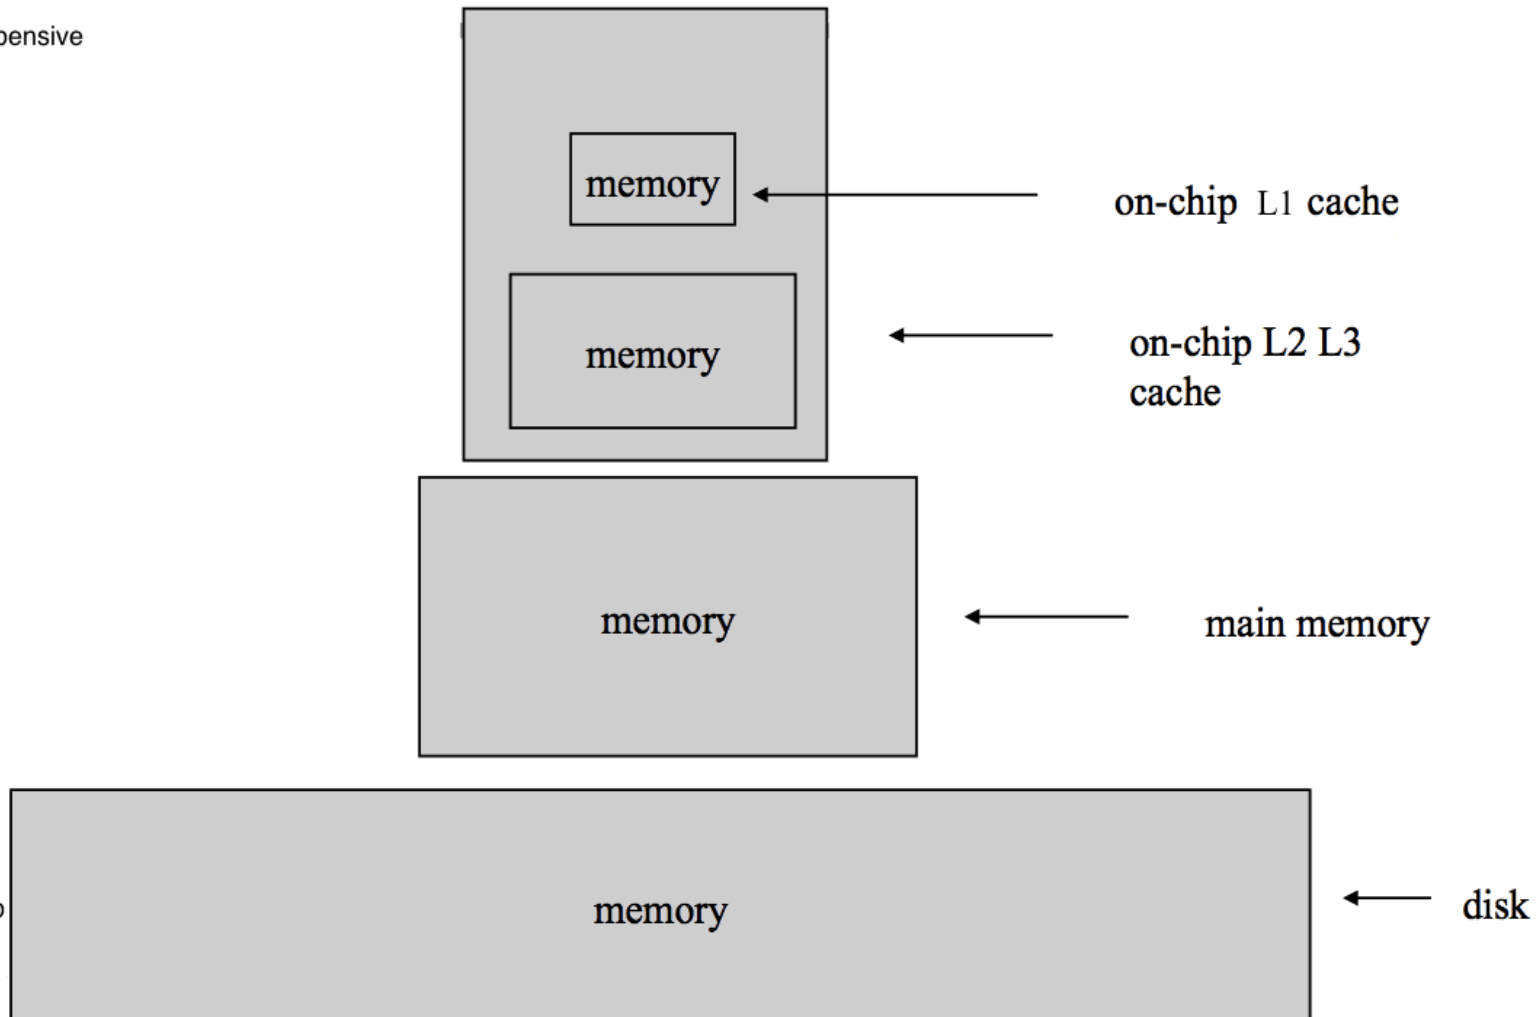 pensive
memory
on-chip L1 cache
memory
on-chip L2 L3
cache
memory
main memory
memory
disk